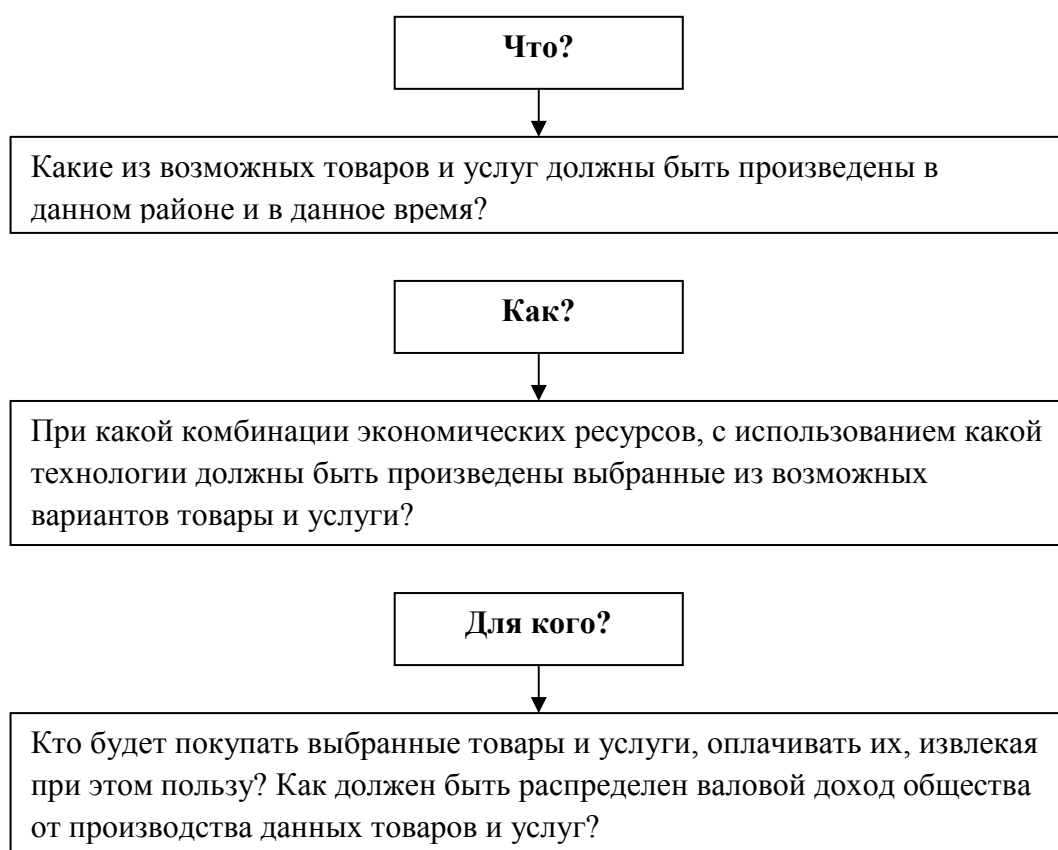 Что?
Какие из возможных товаров и услуг должны быть произведены в
данном районе и в данное время?
Как?
При какой комбинации экономических ресурсов, с использованием какой
технологии должны быть произведены выбранные из возможных
вариантов товары и услуги?
Для кого?
Кто будет покупать выбранные товары и услуги, оплачивать их, извлекая
при этом пользу? Как должен быть распределен валовой доход общества
от производства данных товаров и услуг?